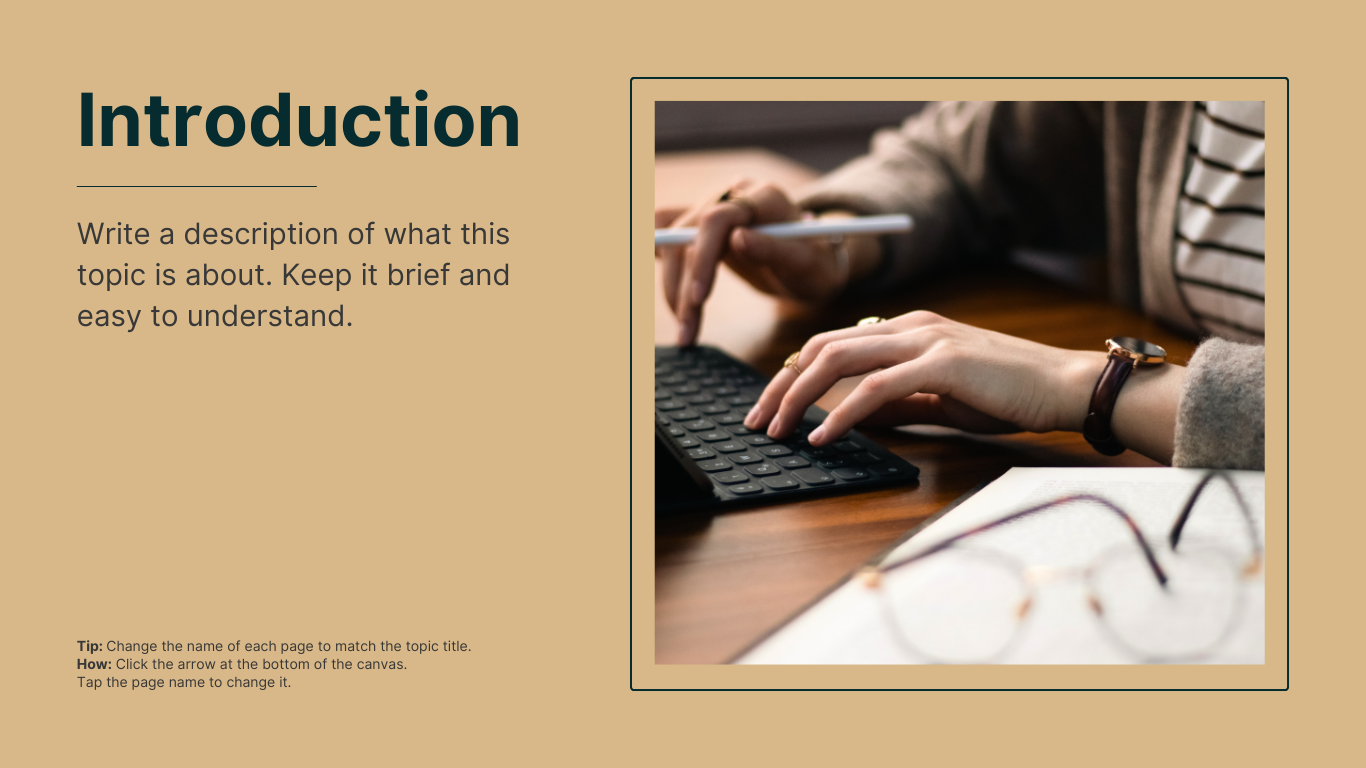 Introduction
Write a description of what this
topic is about. Keep it brief and
easy to understand.
Tip: Change the name of each page to match the topic title.
How: Click the arrow at the bottom of the canvas.
Tap the page name to change it.